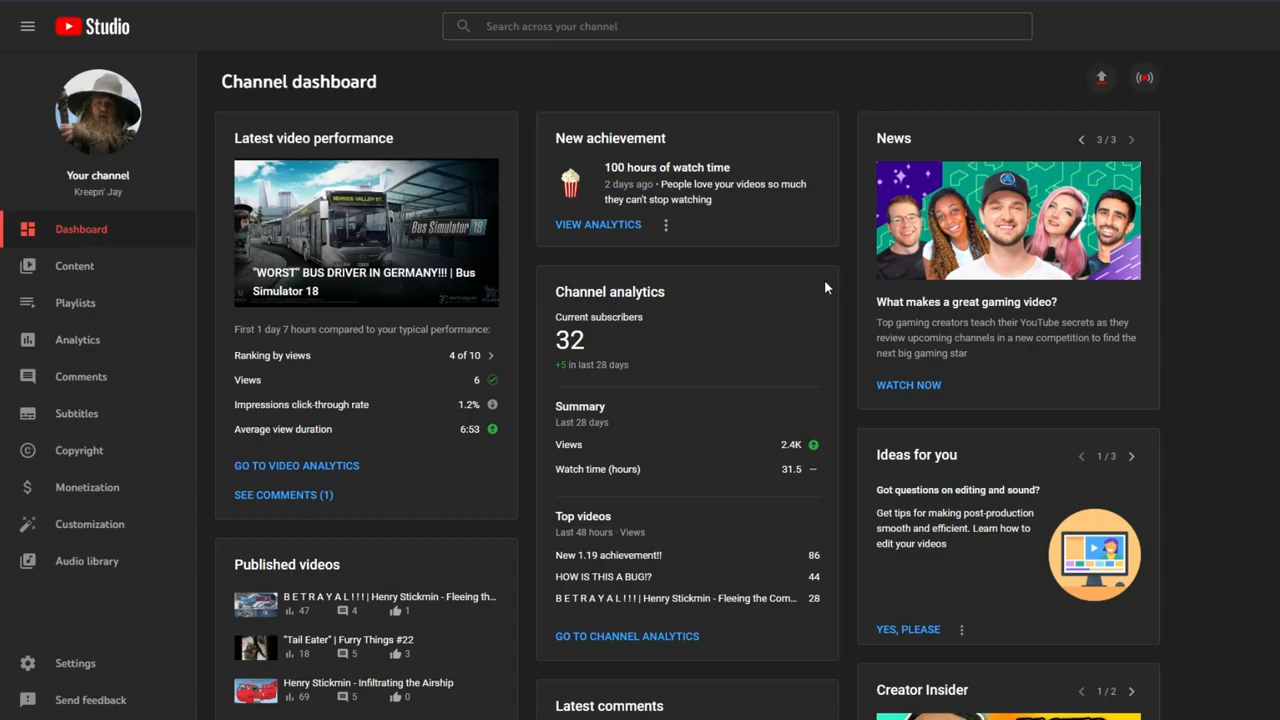 Studio
Search across your channel
Your channel
Kreepn' Jay
Dashboard
Content
Playlists
Analytics
Comments
Subtitles
Copyright
Monetization
Customization
Audio library
Settings
Send feedback
Channel dashboard
Latest video performance
BERSIDE VALLEY ST.
BUS SIMULATOR 18
"WORST" BUS DRIVER IN GERMANY!!! | Bus
Simulator 18
First 1 day 7 hours compared to your typical performance:
Ranking by views 4 of 10
Views 6
Impressions click-through rate 1.2%
Average view duration 6:53
GO TO VIDEO ANALYTICS
SEE COMMENTS (1)
Published videos
B E T R A Y A L ! ! ! | Henry Stickmin - Fleeing th...
47 4 1
"Tail Eater" | Furry Things #22
18 5 3
Henry Stickmin - Infiltrating the Airship
69 5 0
New achievement
100 hours of watch time
2 days ago • People love your videos so much
they can't stop watching
VIEW ANALYTICS
Channel analytics
Current subscribers
32
+5 in last 28 days
Summary
Last 28 days
Views 2.4K
Watch time (hours) 31.5 —
Top videos
Last 48 hours · Views
New 1.19 achievement!! 86
HOW IS THIS A BUG!? 44
B E T R A Y A L ! ! ! | Henry Stickmin - Fleeing the Com... 28
GO TO CHANNEL ANALYTICS
Latest comments
News
3 / 3
What makes a great gaming video?
Top gaming creators teach their YouTube secrets as they
review upcoming channels in a new competition to find the
next big gaming star
WATCH NOW
Ideas for you
1 / 3
Got questions on editing and sound?
Get tips for making post-production
smooth and efficient. Learn how to
edit your videos
YES, PLEASE
Creator Insider
1 / 2